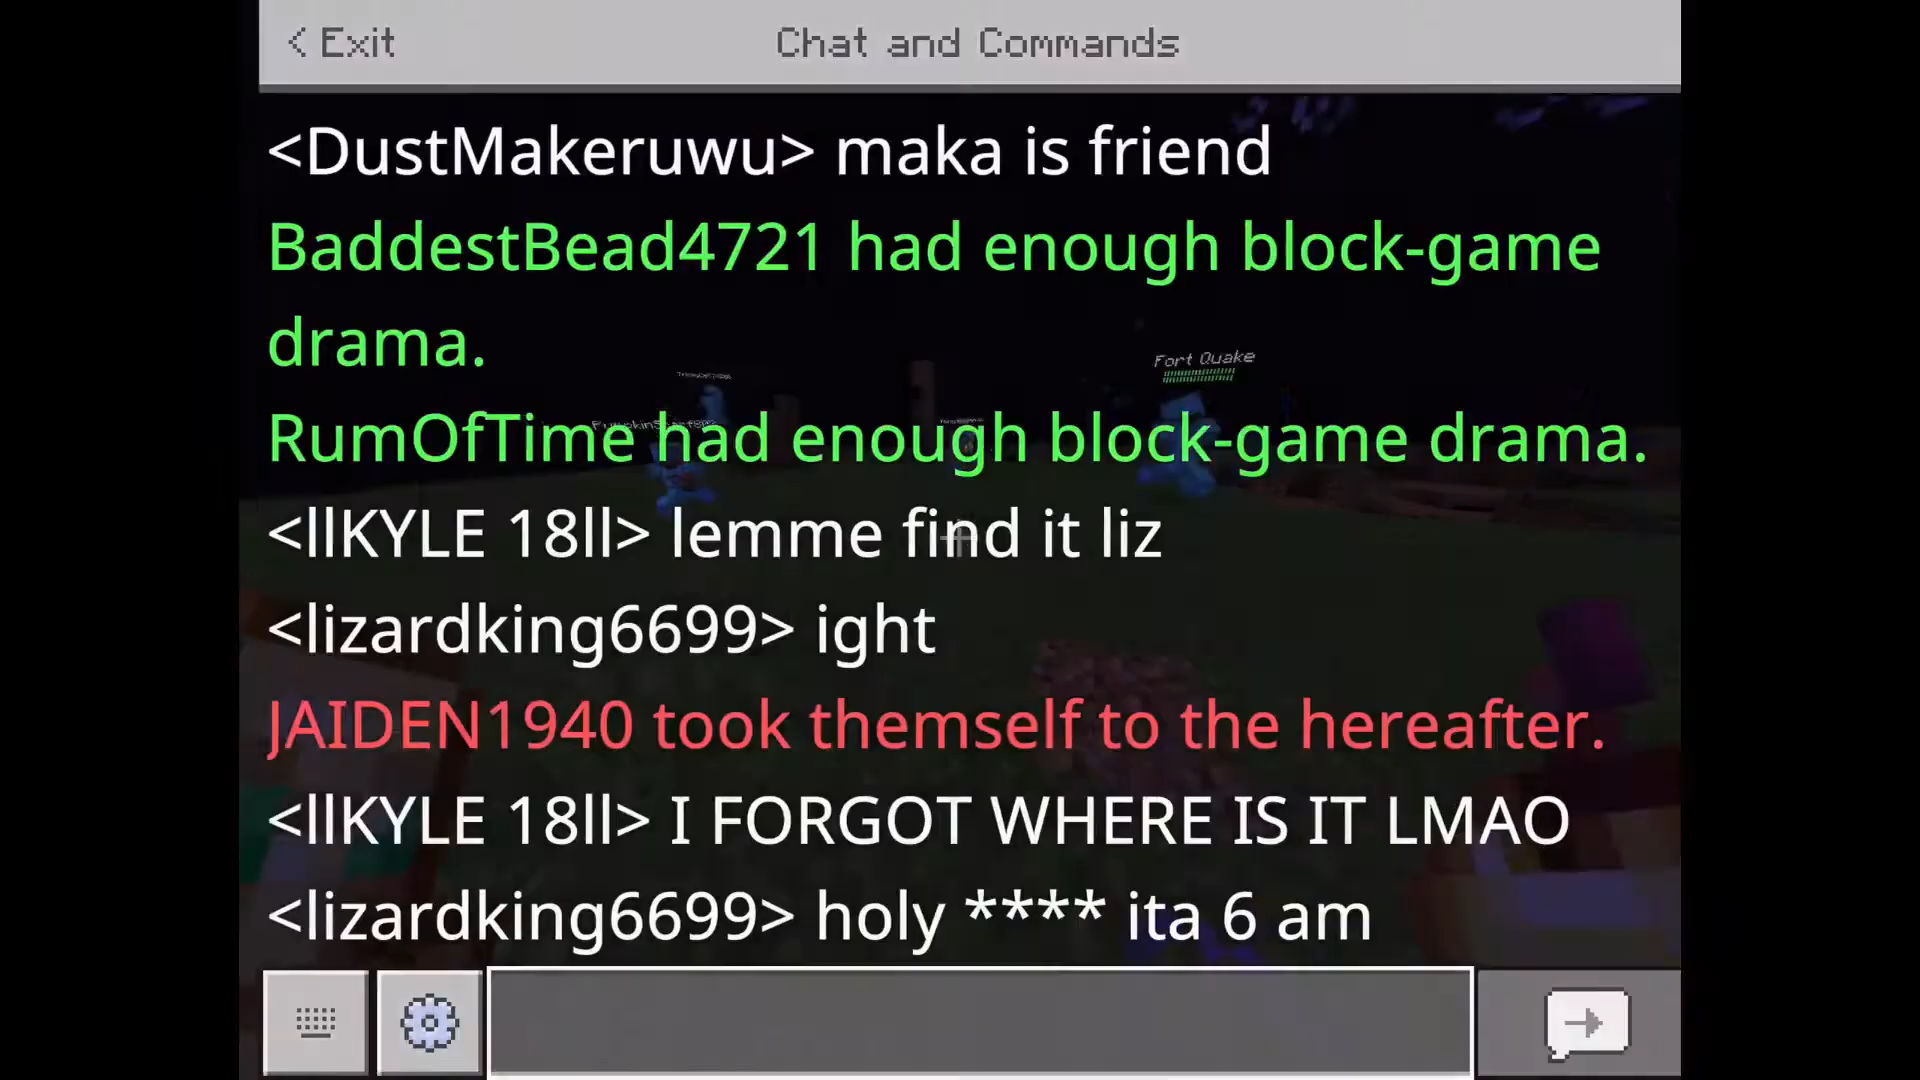 < Exit
Chat and Commands
<DustMakeruwu> maka is friend
BaddestBead4721 had enough block-game
drama.
Fort Quake
RumOfTime had enough block-game drama.
<llKYLE 18ll> lemme find it liz
<lizardking6699> ight
JAIDEN1940 took themself to the hereafter.
<llKYLE 18ll> I FORGOT WHERE IS IT LMAO
<lizardking6699> holy **** ita 6 am